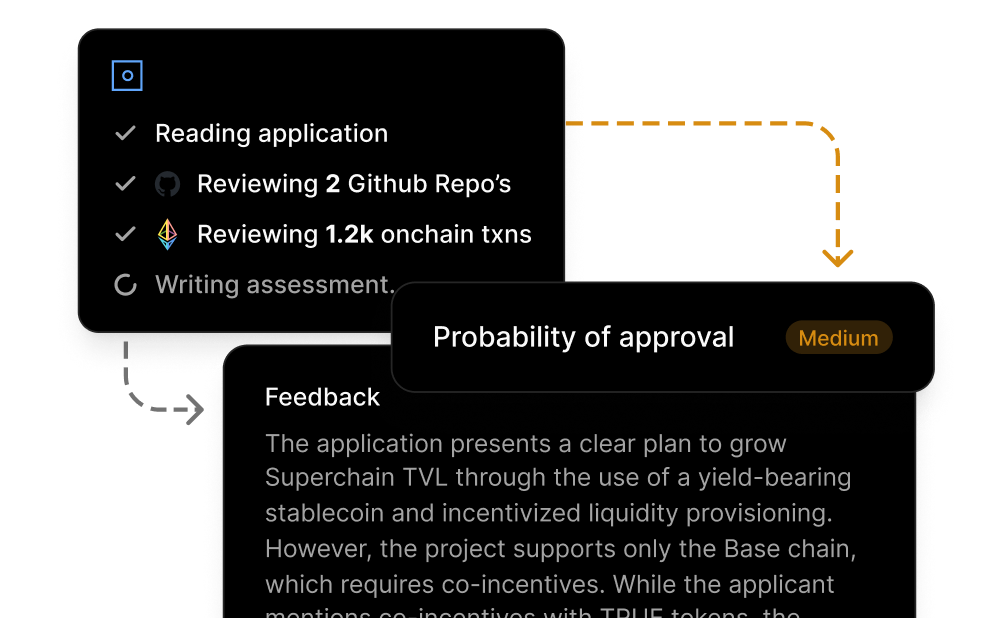 Reading application
Reviewing 2 Github Repo’s
Reviewing 1.2k onchain txns
Writing assessment.
Probability of approval
Medium
Feedback
The application presents a clear plan to grow
Superchain TVL through the use of a yield-bearing
stablecoin and incentivized liquidity provisioning.
However, the project supports only the Base chain,
which requires co-incentives. While the applicant
mentions co-incentives with TRUE tokens, the